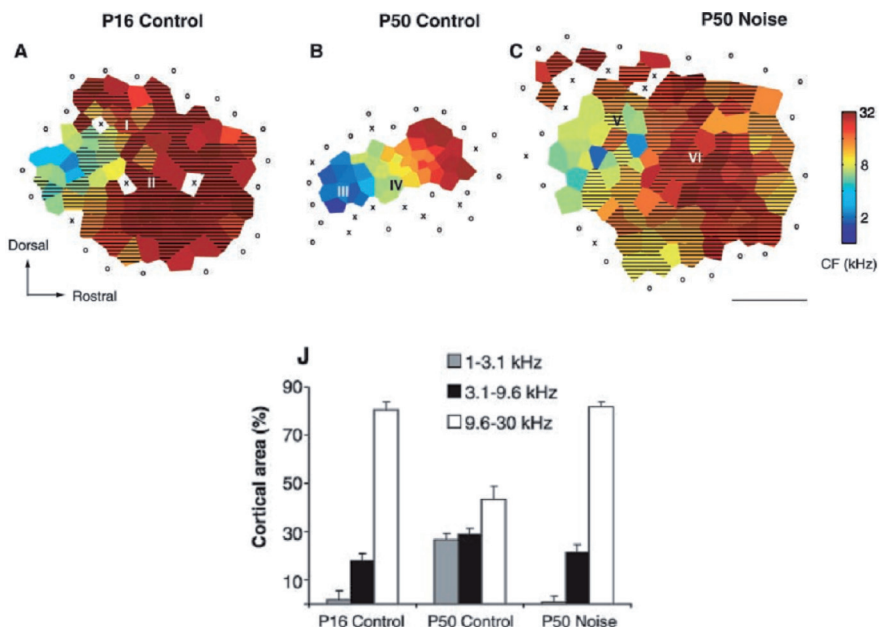 P16 Control
P50 Control
P50 Noise
A
B
C
I
II
III
IV
V
VI
x
o
32
8
2
CF (kHz)
Dorsal
Rostral
J
1-3.1 kHz
3.1-9.6 kHz
9.6-30 kHz
Cortical area (%)
90
70
50
30
10
P16 Control
P50 Control
P50 Noise